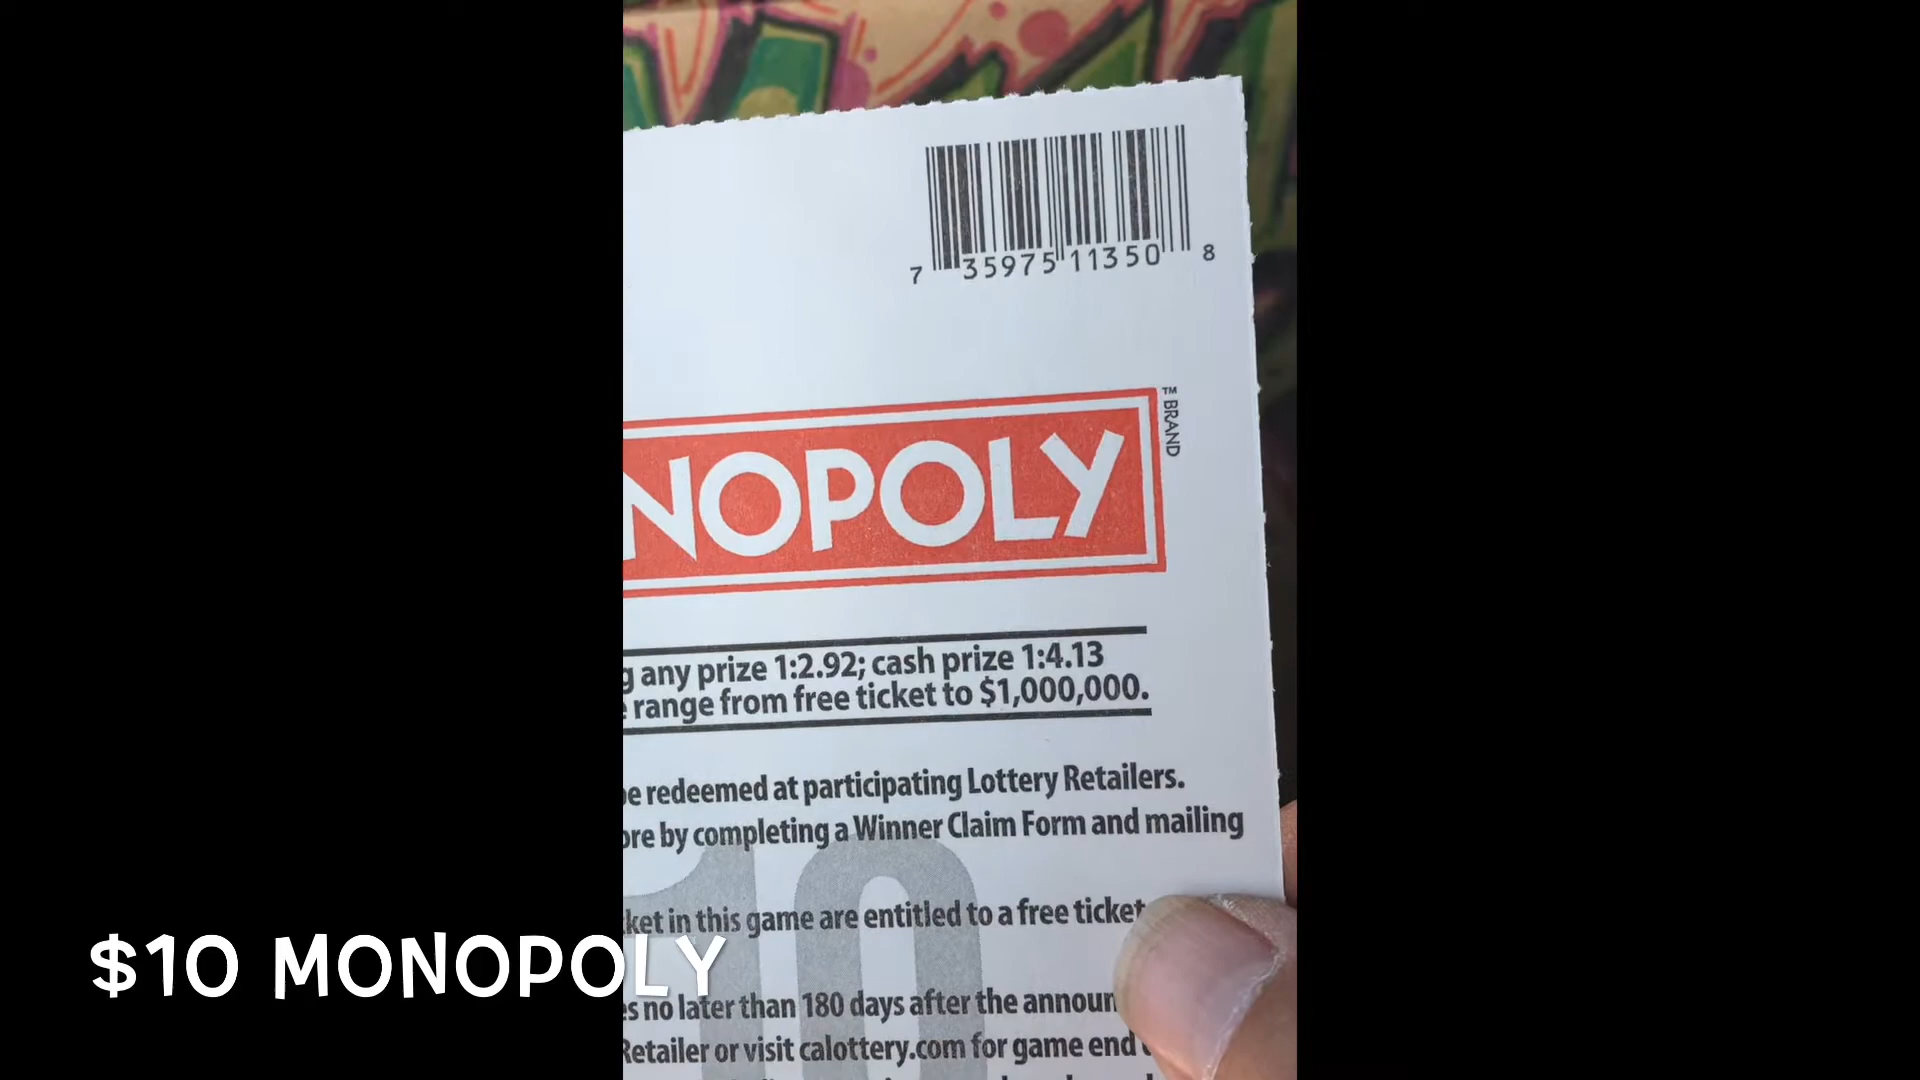 7 35975 11350 8
NOPOLY
™ BRAND
any prize 1:2.92; cash prize 1:4.13
range from free ticket to $1,000,000.
redeemed at participating Lottery Retailers.
by completing a Winner Claim Form and mailing
10
in this game are entitled to a free ticket
$10 MONOPOLY
no later than 180 days after the
Retailer or visit calottery.com for game end